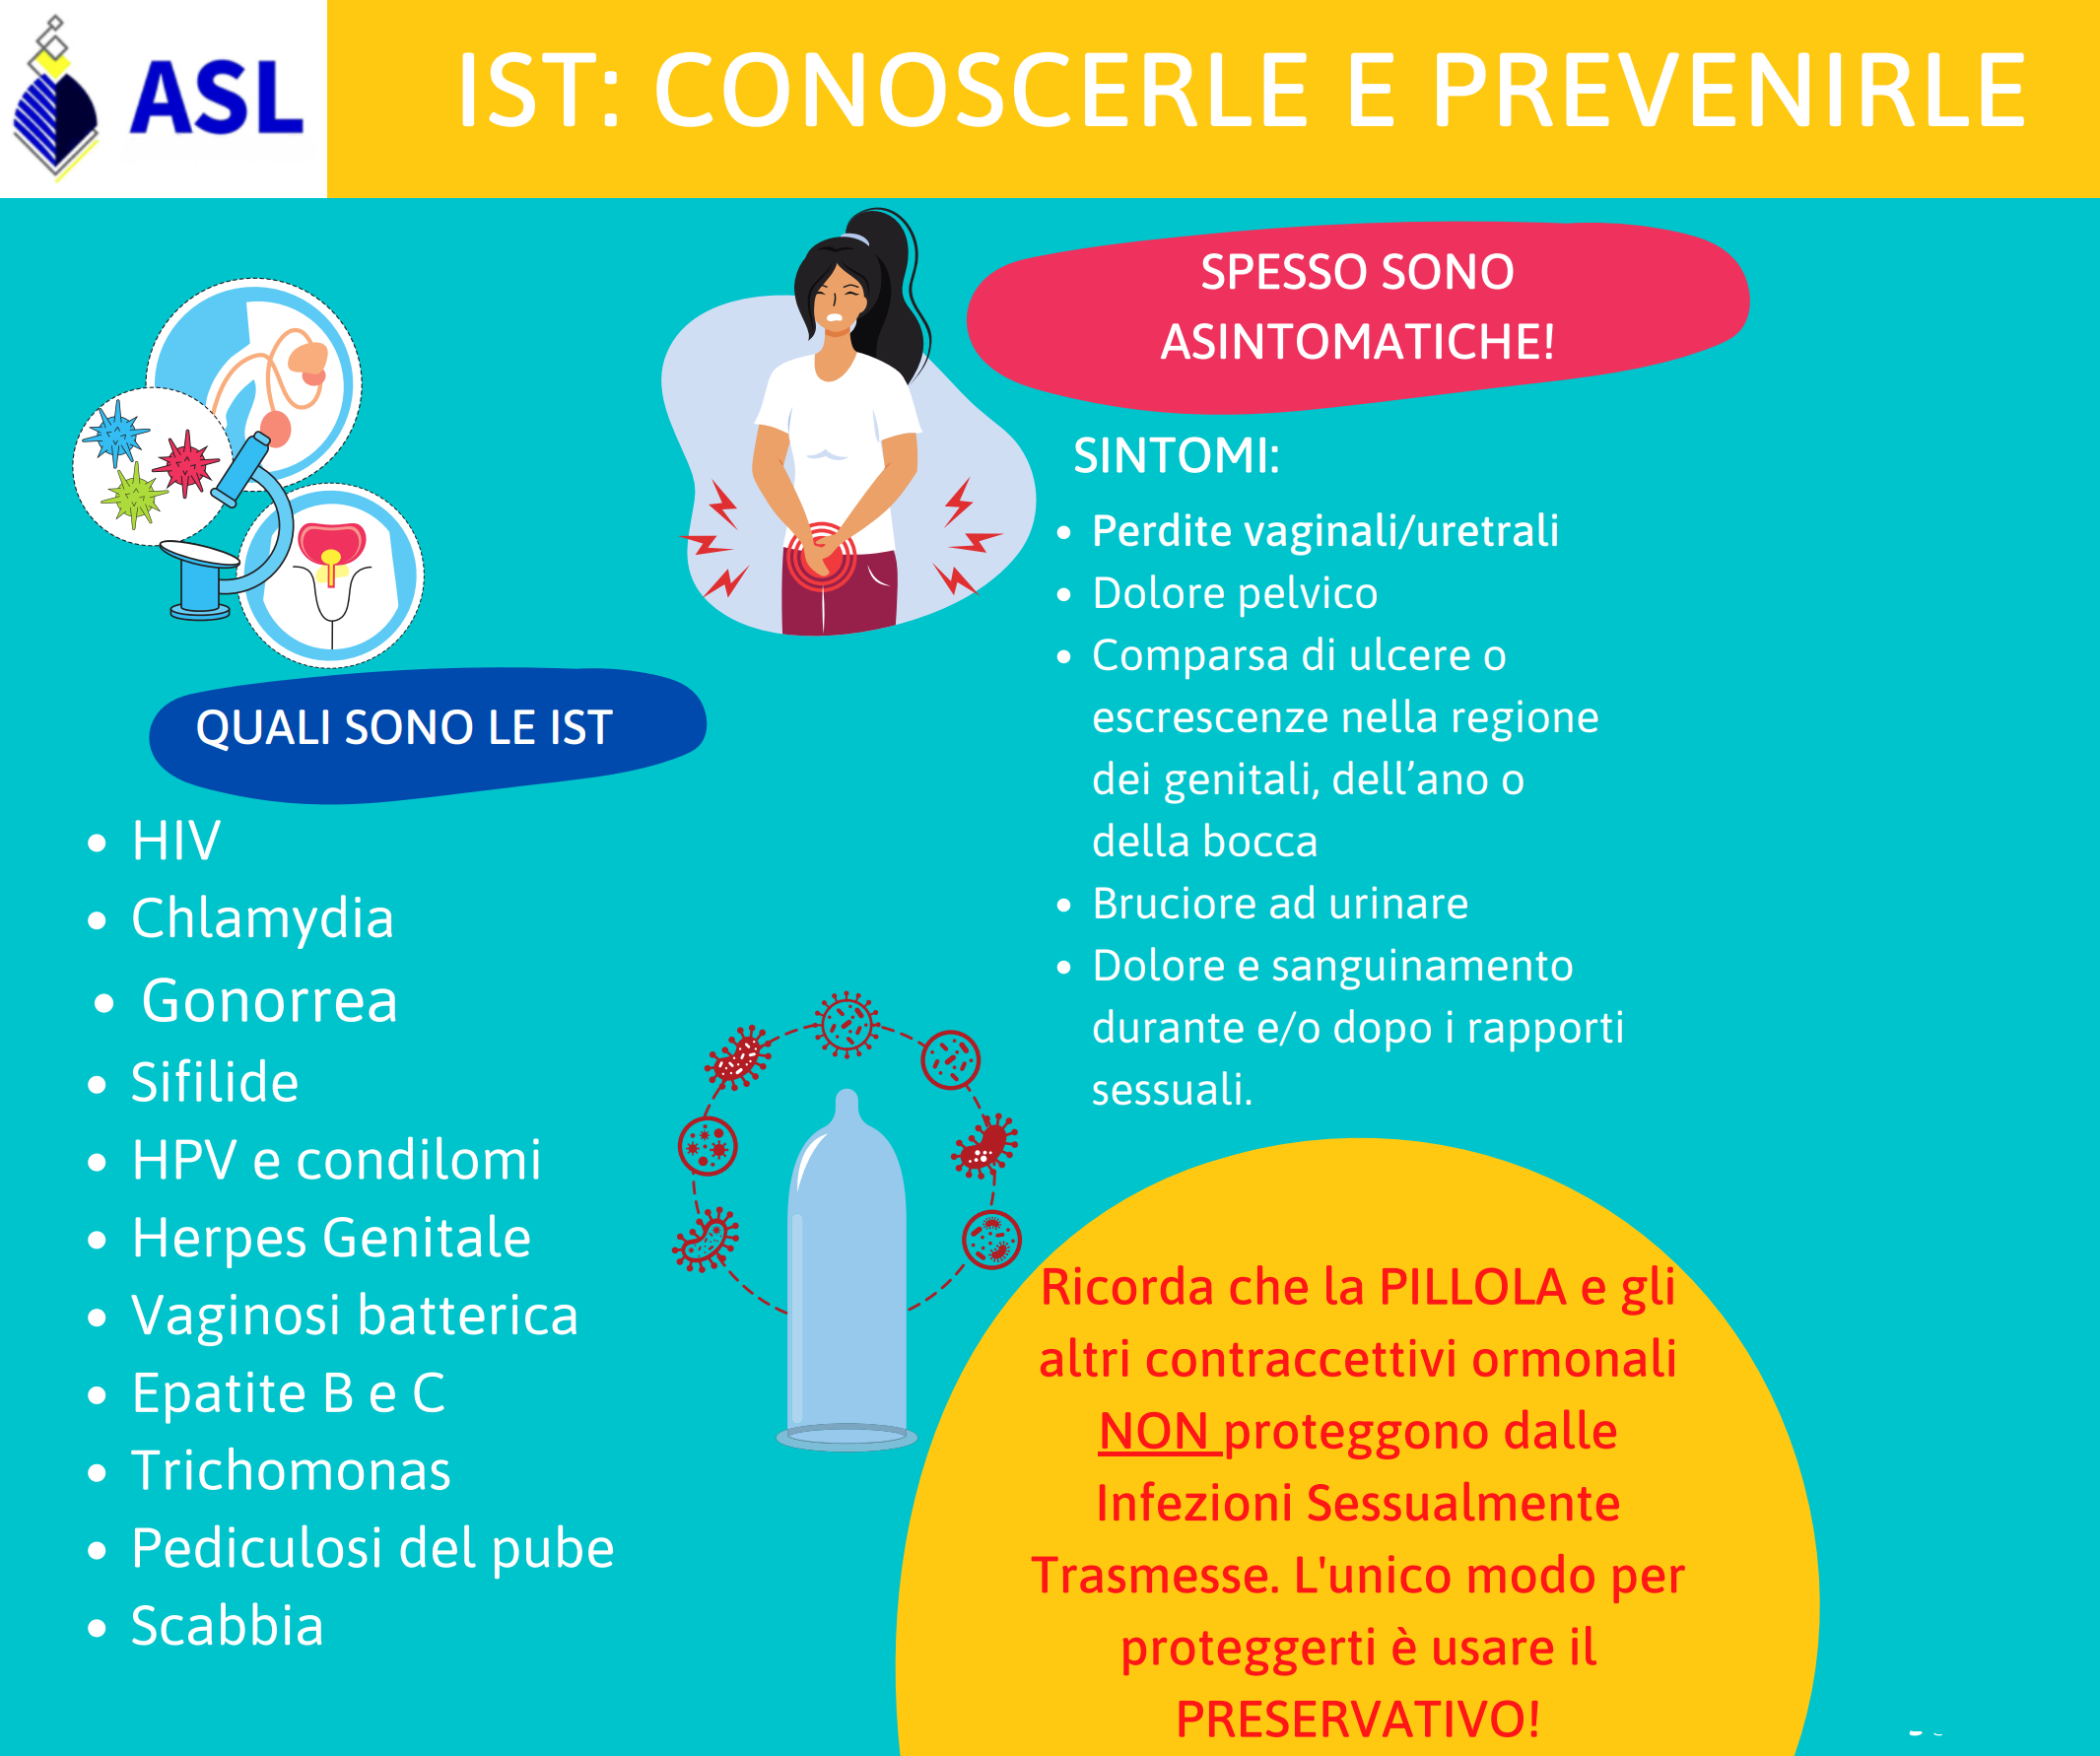 ASL
IST: CONOSCERLE E PREVENIRLE
SPESSO SONO
ASINTOMATICHE!
SINTOMI:
• Perdite vaginali/uretrali
• Dolore pelvico
• Comparsa di ulcere o
escrescenze nella regione
dei genitali, dell’ano o
della bocca
• Bruciore ad urinare
• Dolore e sanguinamento
durante e/o dopo i rapporti
sessuali.
QUALI SONO LE IST
• HIV
• Chlamydia
• Gonorrea
• Sifilide
• HPV e condilomi
• Herpes Genitale
• Vaginosi batterica
• Epatite B e C
• Trichomonas
• Pediculosi del pube
• Scabbia
Ricorda che la PILLOLA e gli
altri contraccettivi ormonali
NON proteggono dalle
Infezioni Sessualmente
Trasmesse. L'unico modo per
proteggerti è usare il
PRESERVATIVO!